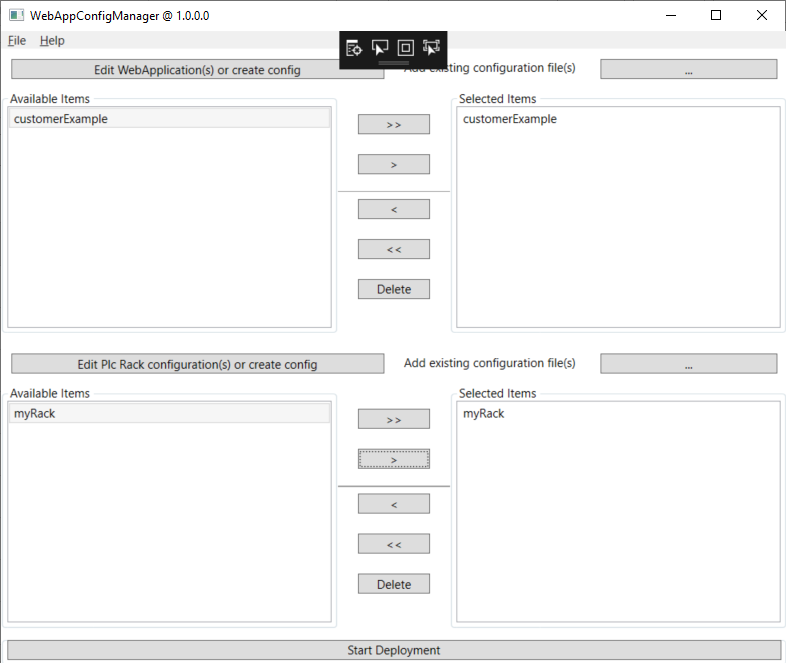 WebAppConfigManager @ 1.0.0.0
File Help
Edit WebApplication(s) or create config
Add existing configuration file(s)
...
Available Items
customerExample
>>
>
<
<<
Delete
Selected Items
customerExample
Edit Plc Rack configuration(s) or create config
Add existing configuration file(s)
...
Available Items
myRack
>>
>
<
<<
Delete
Selected Items
myRack
Start Deployment